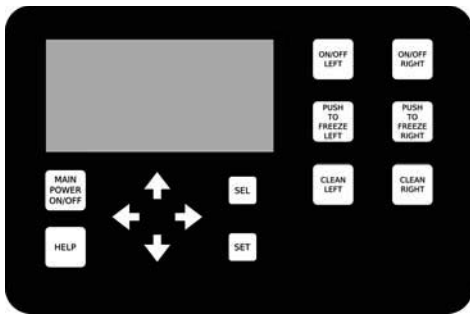 ON/OFF
LEFT
ON/OFF
RIGHT
PUSH
TO
FREEZE
LEFT
PUSH
TO
FREEZE
RIGHT
MAIN
POWER
ON/OFF
SEL
CLEAN
LEFT
CLEAN
RIGHT
HELP
SET